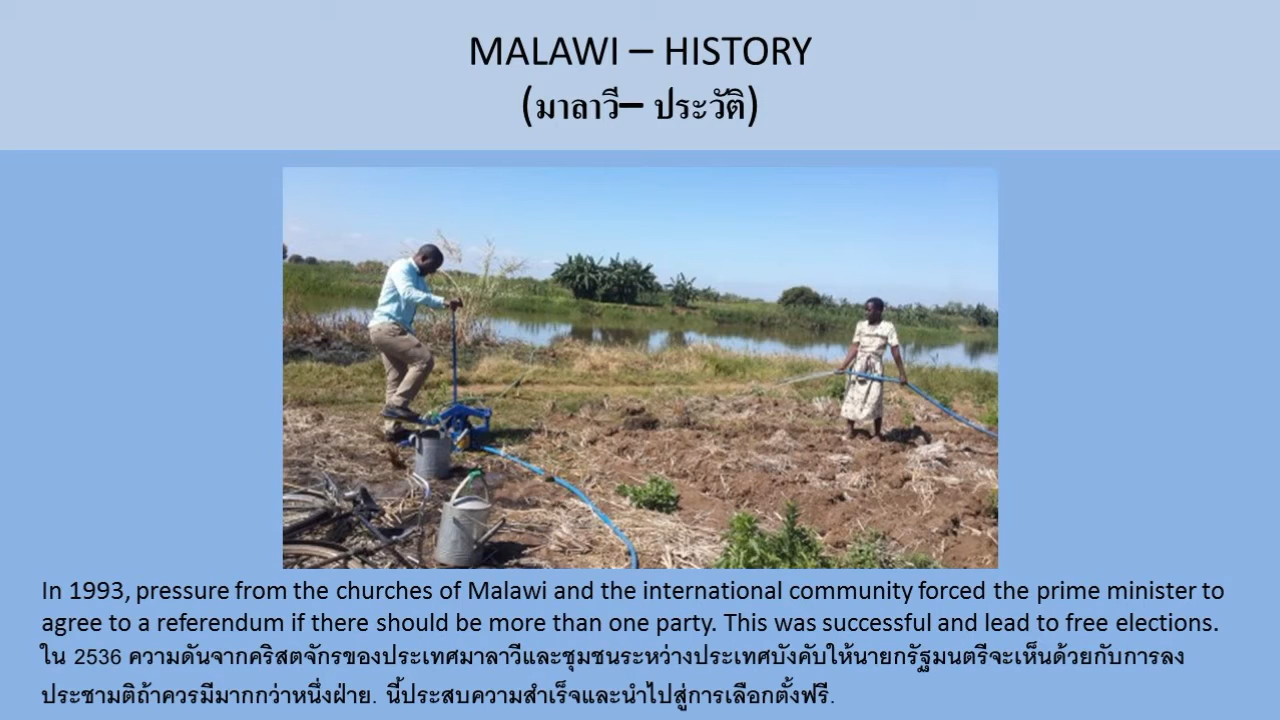 MALAWI – HISTORY
(มาลาวี– ประวัติ)
In 1993, pressure from the churches of Malawi and the international community forced the prime minister to
agree to a referendum if there should be more than one party. This was successful and lead to free elections.
ใน 2536 ความดันจากคริสตจักรของประเทศมาลาวีและชุมชนระหว่างประเทศบังคับให้นายกรัฐมนตรีจะเห็นด้วยกับการลง
ประชามติถ้าควรมีมากกว่าหนึ่งฝ่าย. นี้ประสบความสำเร็จและนำไปสู่การเลือกตั้งฟรี.